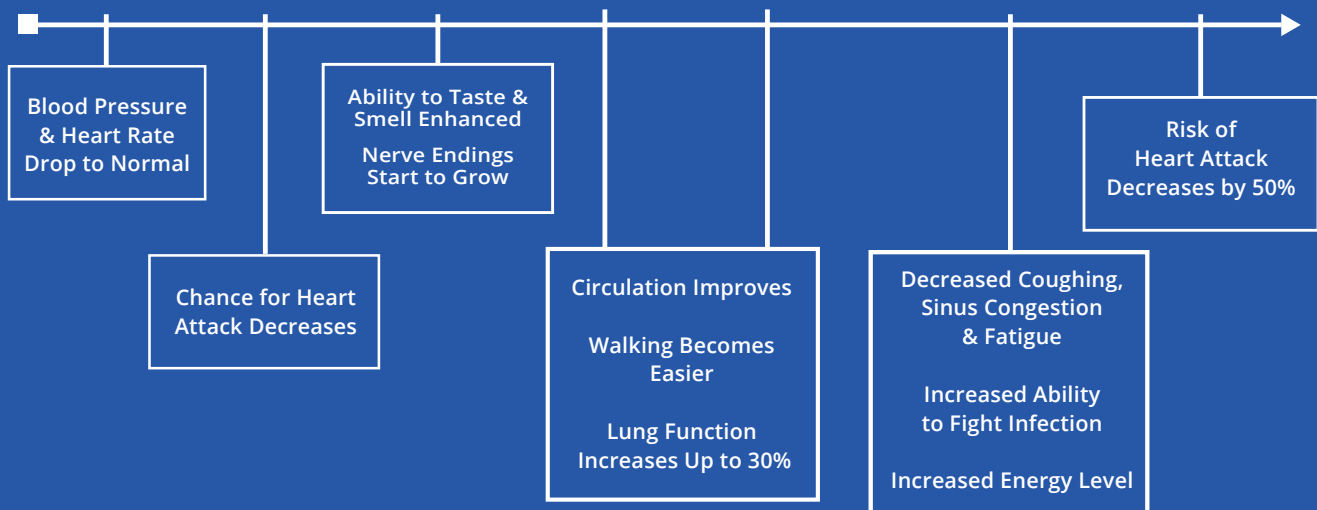 Blood Pressure
& Heart Rate
Drop to Normal
Chance for Heart
Attack Decreases
Ability to Taste &
Smell Enhanced
Nerve Endings
Start to Grow
Circulation Improves
Walking Becomes
Easier
Lung Function
Increases Up to 30%
Decreased Coughing,
Sinus Congestion
& Fatigue
Increased Ability
to Fight Infection
Increased Energy Level
Risk of
Heart Attack
Decreases by 50%